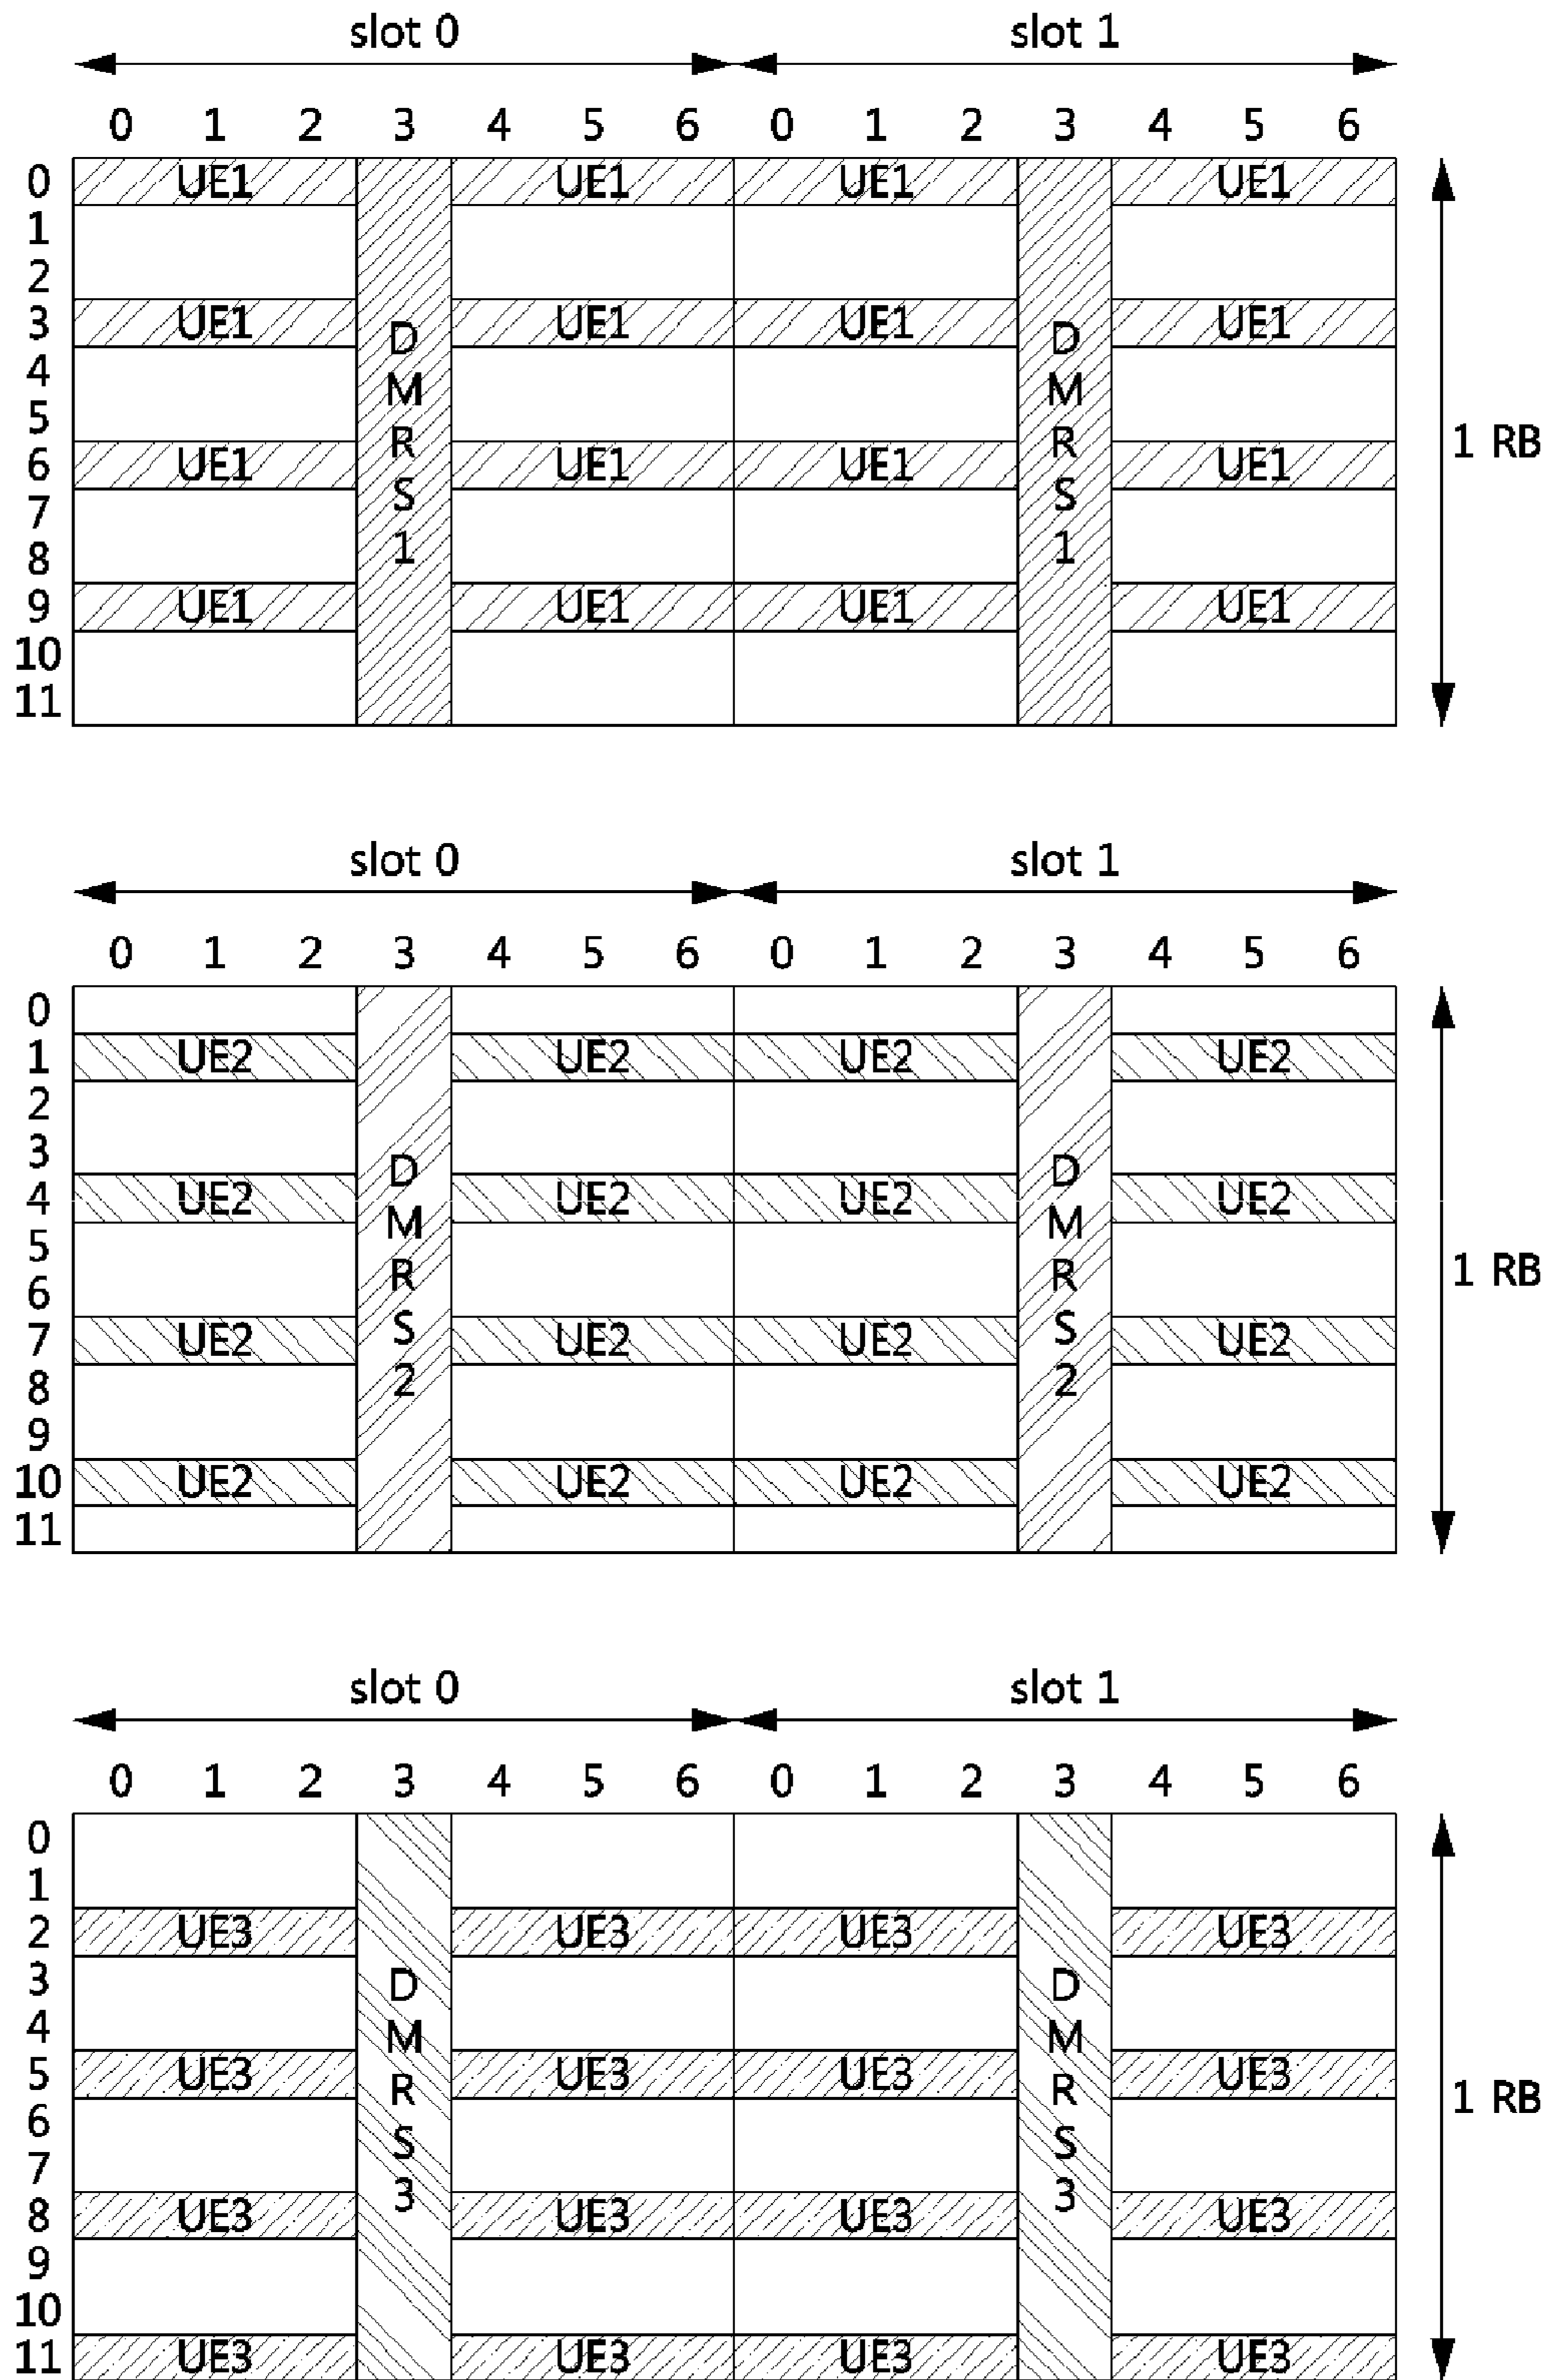 slot 0 slot 1
0 1 2 3 4 5 6 0 1 2 3 4 5 6
0 UE1 UE1 UE1 UE1
1
2
3 UE1 UE1 UE1 UE1
4
5
6 UE1 UE1 UE1 UE1
7
8
9 UE1 UE1 UE1 UE1
10
11
D
M
R
S
1
D
M
R
S
1
1 RB
slot 0 slot 1
0 1 2 3 4 5 6 0 1 2 3 4 5 6
0
1 UE2 UE2 UE2 UE2
2
3
4 UE2 UE2 UE2 UE2
5
6
7 UE2 UE2 UE2 UE2
8
9
10 UE2 UE2 UE2 UE2
11
D
M
R
S
2
D
M
R
S
2
1 RB
slot 0 slot 1
0 1 2 3 4 5 6 0 1 2 3 4 5 6
0
1
2 UE3 UE3 UE3 UE3
3
4
5 UE3 UE3 UE3 UE3
6
7
8 UE3 UE3 UE3 UE3
9
10
11 UE3 UE3 UE3 UE3
D
M
R
S
3
D
M
R
S
3
1 RB